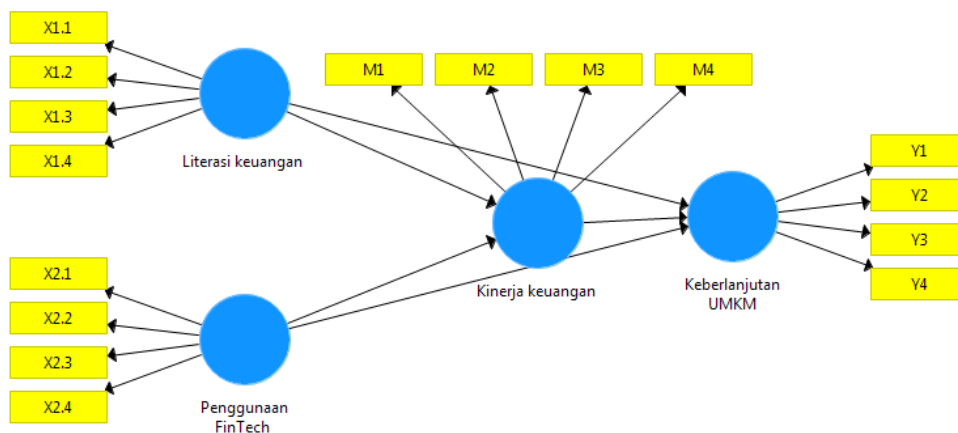 X1.1
X1.2
X1.3
X1.4
Literasi keuangan
M1
M2
M3
M4
Kinerja keuangan
Y1
Y2
Y3
Y4
Keberlanjutan
UMKM
X2.1
X2.2
X2.3
X2.4
Penggunaan
FinTech